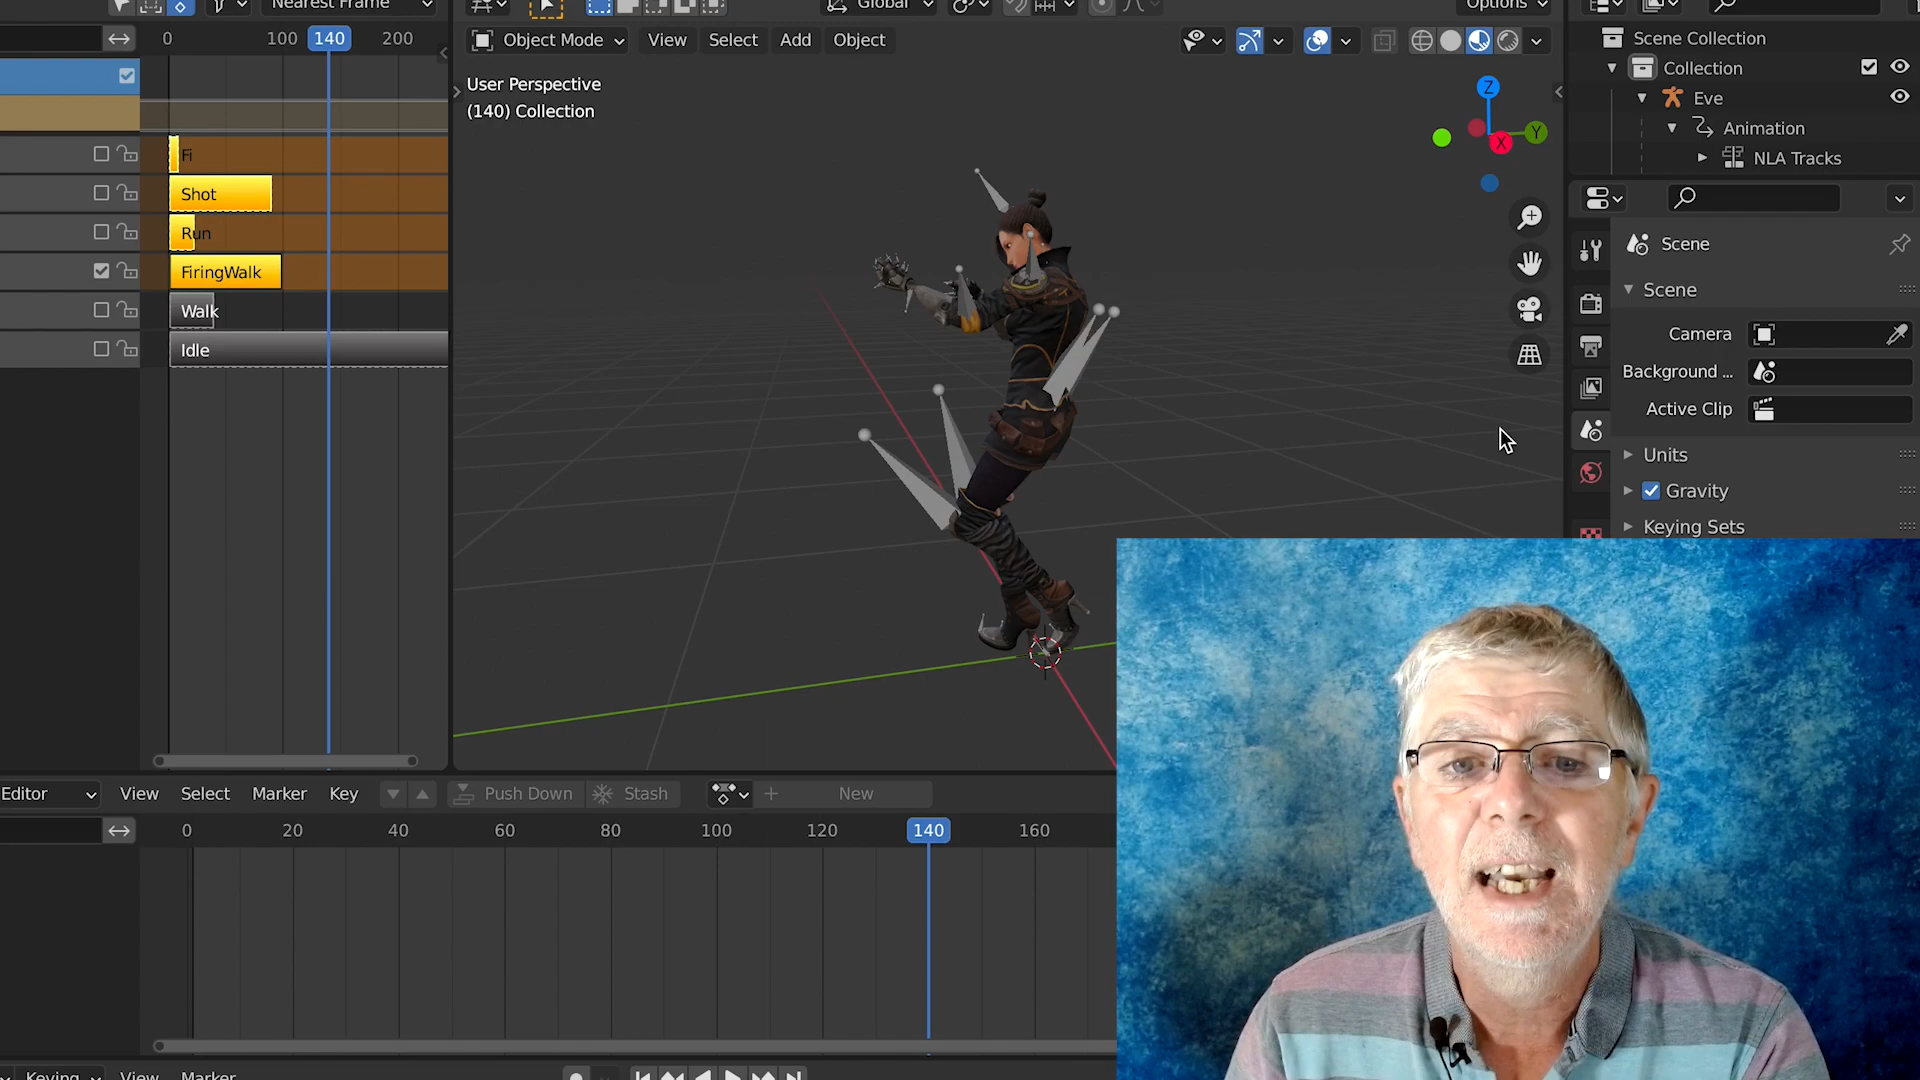 Nearest Frame
Global
Options
0 100 140 200
Object Mode View Select Add Object
Scene Collection
Collection
Eve
Animation
NLA Tracks
User Perspective
(140) Collection
Z
Y
X
Fi
Shot
Run
FiringWalk
Walk
Idle
Scene
Scene
Camera
Background ...
Active Clip
Units
Gravity
Keying Sets
Editor View Select Marker Key Push Down Stash New
0 20 40 60 80 100 120 140 160
Keying View Marker